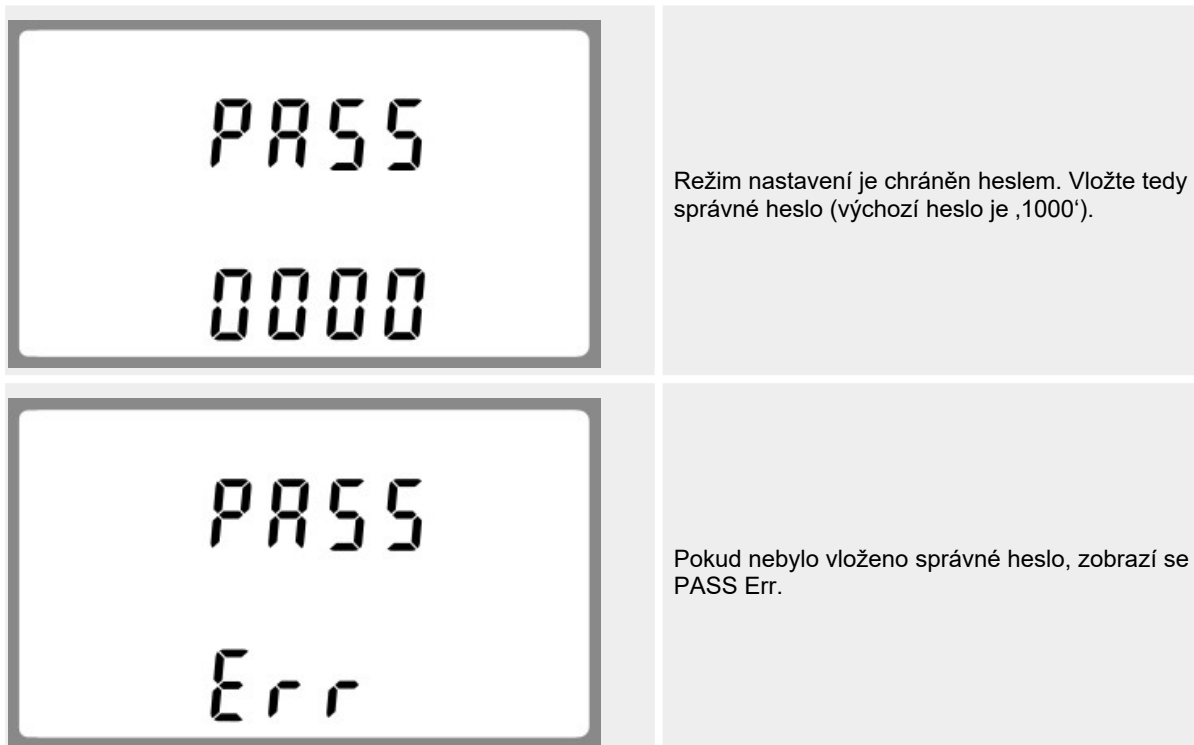 PASS
0000
Režim nastavení je chráněn heslem. Vložte tedy
správné heslo (výchozí heslo je ‚1000‘).
PASS
Err
Pokud nebylo vloženo správné heslo, zobrazí se
PASS Err.